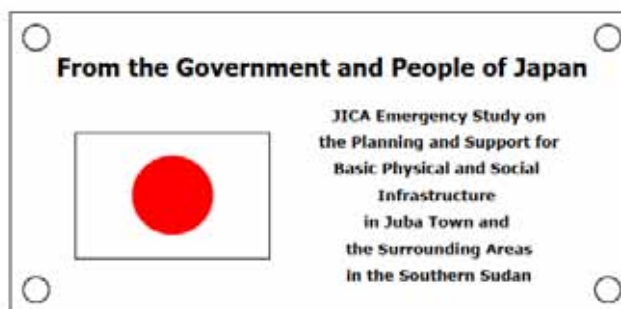 From the Government and People of Japan
JICA Emergency Study on
the Planning and Support for
Basic Physical and Social
Infrastructure
in Juba Town and
the Surrounding Areas
in the Southern Sudan